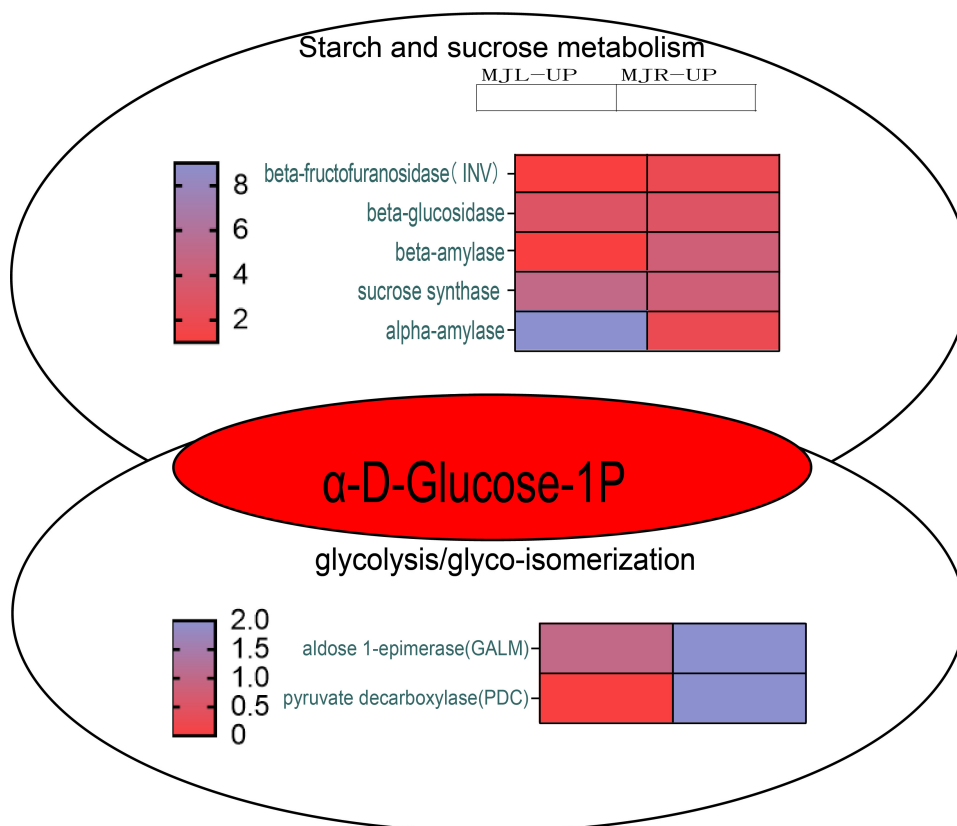 Starch and sucrose metabolism
MJL-UP MJR-UP
beta-fructofuranosidase( INV)
8
beta-glucosidase
6
beta-amylase
4
sucrose synthase
2
alpha-amylase
α-D-Glucose-1P
glycolysis/glyco-isomerization
2.0
1.5
aldose 1-epimerase(GALM)
1.0
0.5
pyruvate decarboxylase(PDC)
0